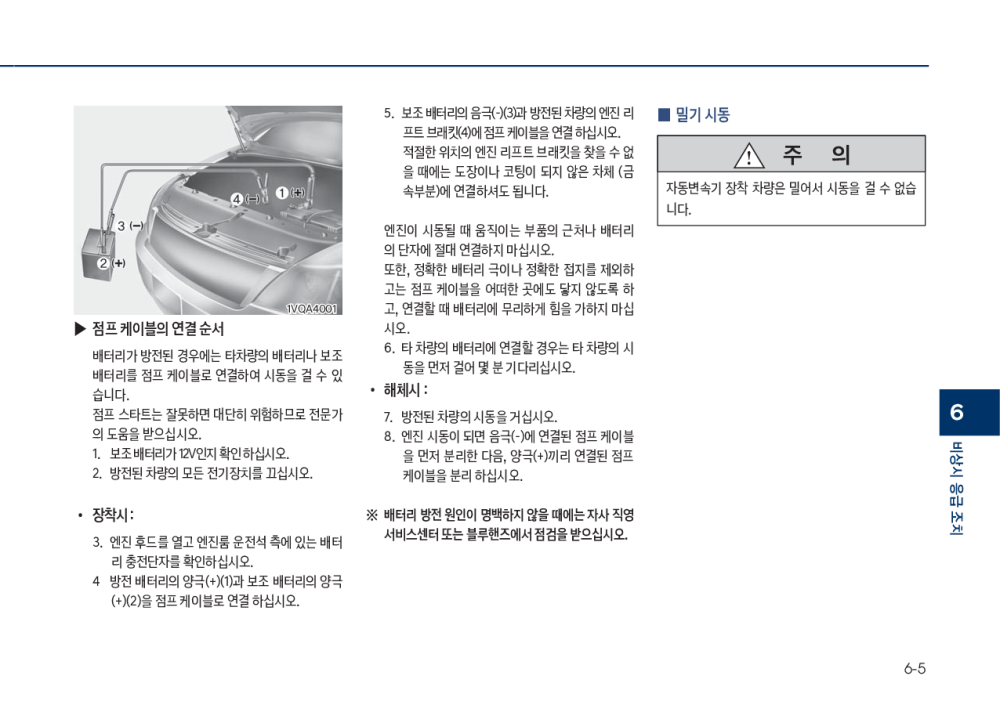 ④(-) ①(+)
3 (-)
②(+)
1VQA4001
▶ 점프 케이블의 연결 순서
배터리가 방전된 경우에는 타차량의 배터리나 보조
배터리를 점프 케이블로 연결하여 시동을 걸 수 있
습니다.
점프 스타트는 잘못하면 대단히 위험하므로 전문가
의 도움을 받으십시오.
1. 보조 배터리가 12V인지 확인 하십시오.
2. 방전된 차량의 모든 전기장치를 끄십시오.
• 장착시 :
3. 엔진 후드를 열고 엔진룸 운전석 측에 있는 배터
리 충전단자를 확인하십시오.
4 방전 배터리의 양극(+)(1)과 보조 배터리의 양극
(+)(2)을 점프 케이블로 연결 하십시오.
5. 보조 배터리의 음극(-)(3)과 방전된 차량의 엔진 리
프트 브래킷(4)에 점프 케이블을 연결 하십시오.
적절한 위치의 엔진 리프트 브래킷을 찾을 수 없
을 때에는 도장이나 코팅이 되지 않은 차체 (금
속부분)에 연결하셔도 됩니다.
엔진이 시동될 때 움직이는 부품의 근처나 배터리
의 단자에 절대 연결하지 마십시오.
또한, 정확한 배터리 극이나 정확한 접지를 제외하
고는 점프 케이블을 어떠한 곳에도 닿지 않도록 하
고, 연결할 때 배터리에 무리하게 힘을 가하지 마십
시오.
6. 타 차량의 배터리에 연결할 경우는 타 차량의 시
동을 먼저 걸어 몇 분 기다리십시오.
• 해체시 :
7. 방전된 차량의 시동을 거십시오.
8. 엔진 시동이 되면 음극(-)에 연결된 점프 케이블
을 먼저 분리한 다음, 양극(+)끼리 연결된 점프
케이블을 분리 하십시오.
※ 배터리 방전 원인이 명백하지 않을 때에는 자사 직영
서비스센터 또는 블루핸즈에서 점검을 받으십시오.
■ 밀기 시동
주 의
자동변속기 장착 차량은 밀어서 시동을 걸 수 없습
니다.
6
비상시 응급 조치
6-5